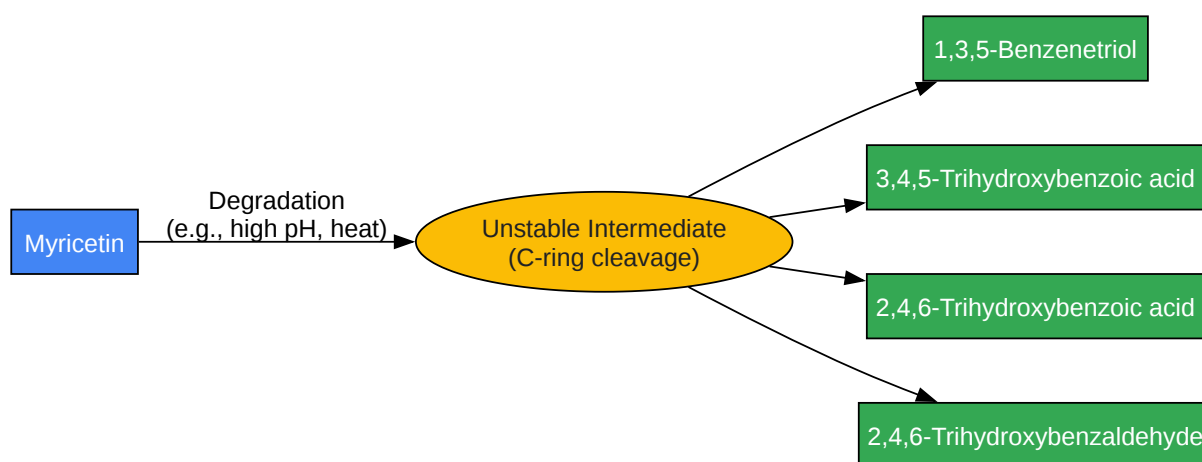 Myricetin
Degradation
(e.g., high pH, heat)
Unstable Intermediate
(C-ring cleavage)
1,3,5-Benzenetriol
3,4,5-Trihydroxybenzoic acid
2,4,6-Trihydroxybenzoic acid
2,4,6-Trihydroxybenzaldehyde